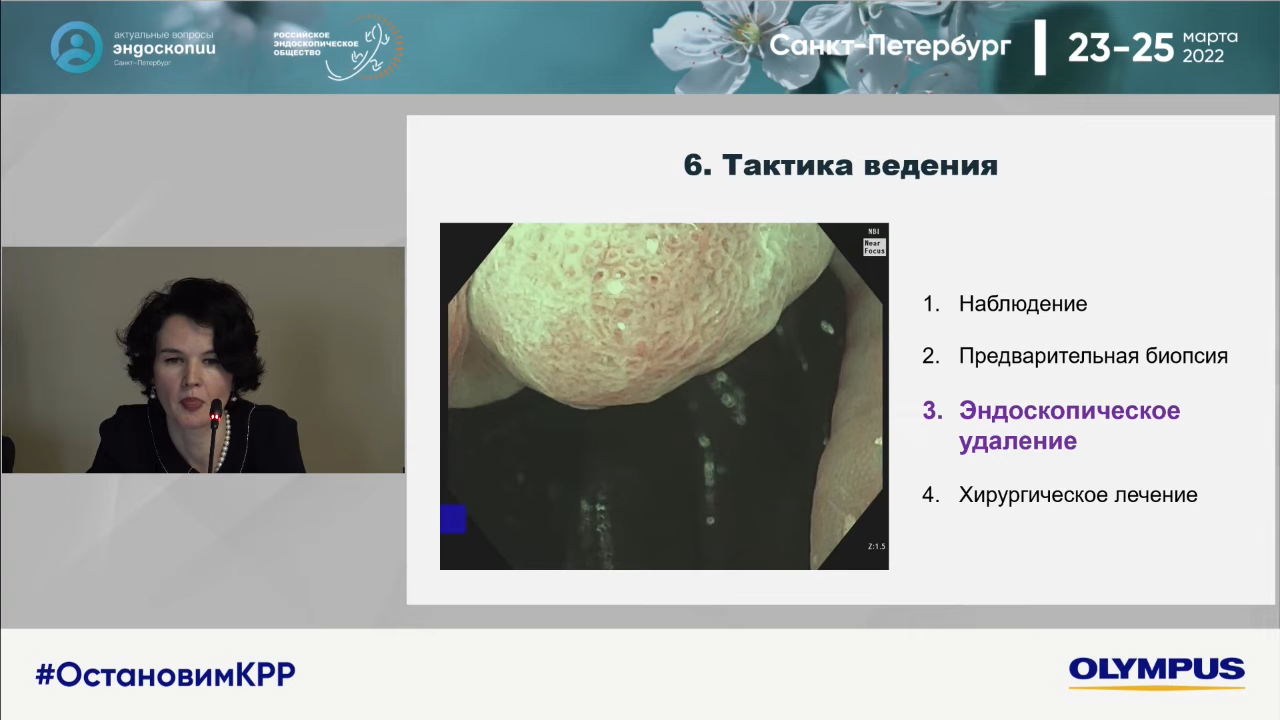 актуальные вопросы
эндоскопии
Санкт-Петербург
РОССИЙСКОЕ
ЭНДОСКОПИЧЕСКОЕ
ОБЩЕСТВО
Санкт-Петербург
23-25 марта
2022
6. Тактика ведения
NBI
Near
Focus
Z:1.5
1. Наблюдение
2. Предварительная биопсия
3. Эндоскопическое
удаление
4. Хирургическое лечение
#ОстановимКРР
OLYMPUS